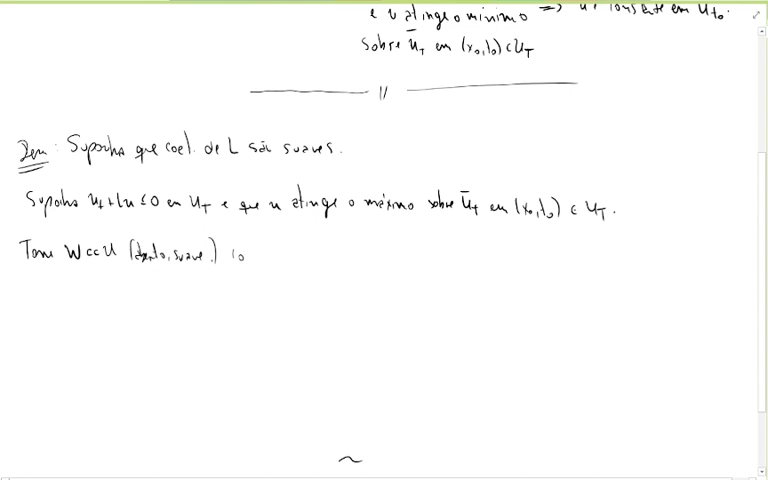 e u atinge o mínimo ⟹ u é constante em U_{t₀}.
sobre Ū_T em (x₀,t₀) ∈ U_T
//
Dem: Suponha que coef. de L são suaves.
Suponha u_t + Lu ≤ 0 em U_T e que u atinge o máximo sobre Ū_T em (x₀,t₀) ∈ U_T.
Tome W ⊂⊂ U (aberto, suave) co
~